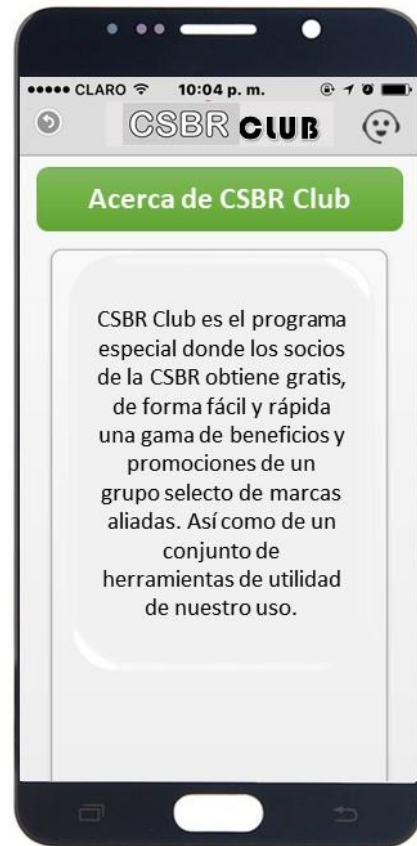 CLARO 10:04 p. m.
CSBR CLUB
Acerca de CSBR Club
CSBR Club es el programa
especial donde los socios
de la CSBR obtiene gratis,
de forma fácil y rápida
una gama de beneficios y
promociones de un
grupo selecto de marcas
aliadas. Así como de un
conjunto de
herramientas de utilidad
de nuestro uso.